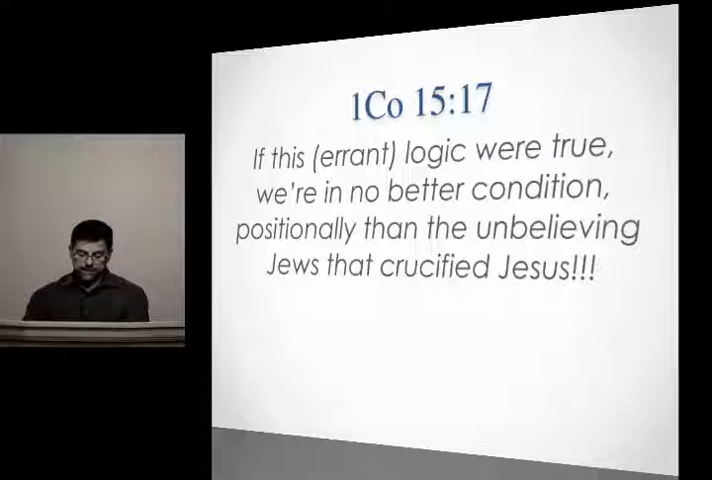 1Co 15:17
If this (errant) logic were true,
we're in no better condition,
positionally than the unbelieving
Jews that crucified Jesus!!!